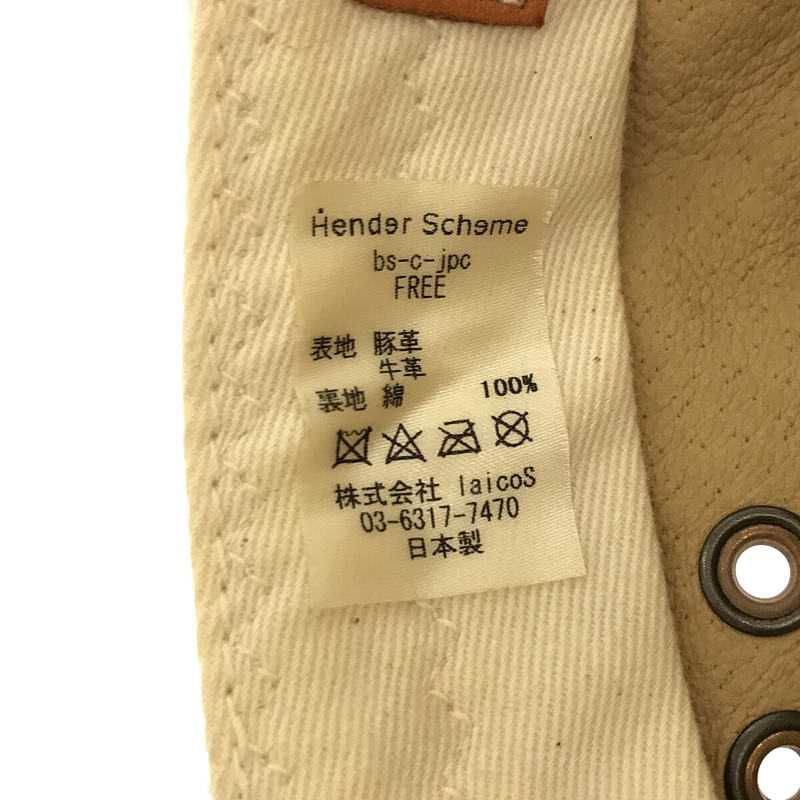 Hender Scheme
bs-c-jpc
FREE
表地 豚革
牛革
裏地 綿 100%
株式会社 laicoS
03-6317-7470
日本製